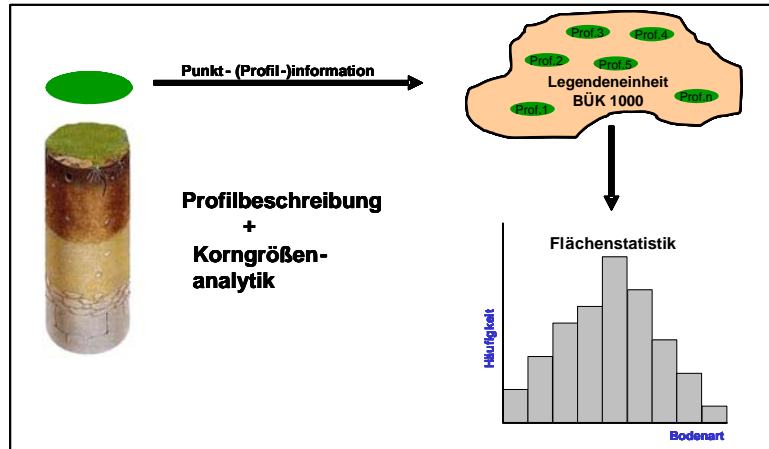 Punkt- (Profil-)information
Prof.3
Prof.4
Prof.2
Prof.5
Legendeneinheit
BÜK 1000
Prof.1
Prof.n
Profilbeschreibung
+
Korngrößen-
analytik
Flächenstatistik
Häufigkeit
Bodenart